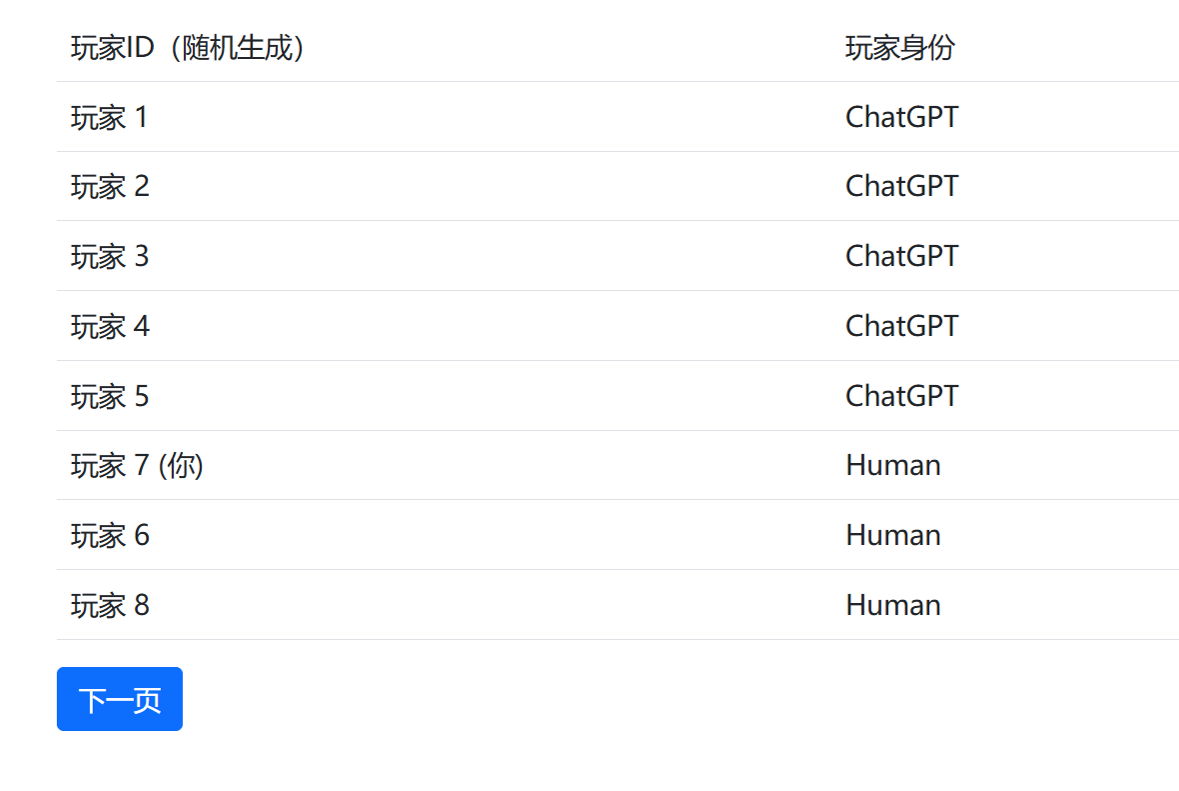 玩家ID（随机生成） 玩家身份
玩家 1 ChatGPT
玩家 2 ChatGPT
玩家 3 ChatGPT
玩家 4 ChatGPT
玩家 5 ChatGPT
玩家 7 (你) Human
玩家 6 Human
玩家 8 Human
下一页